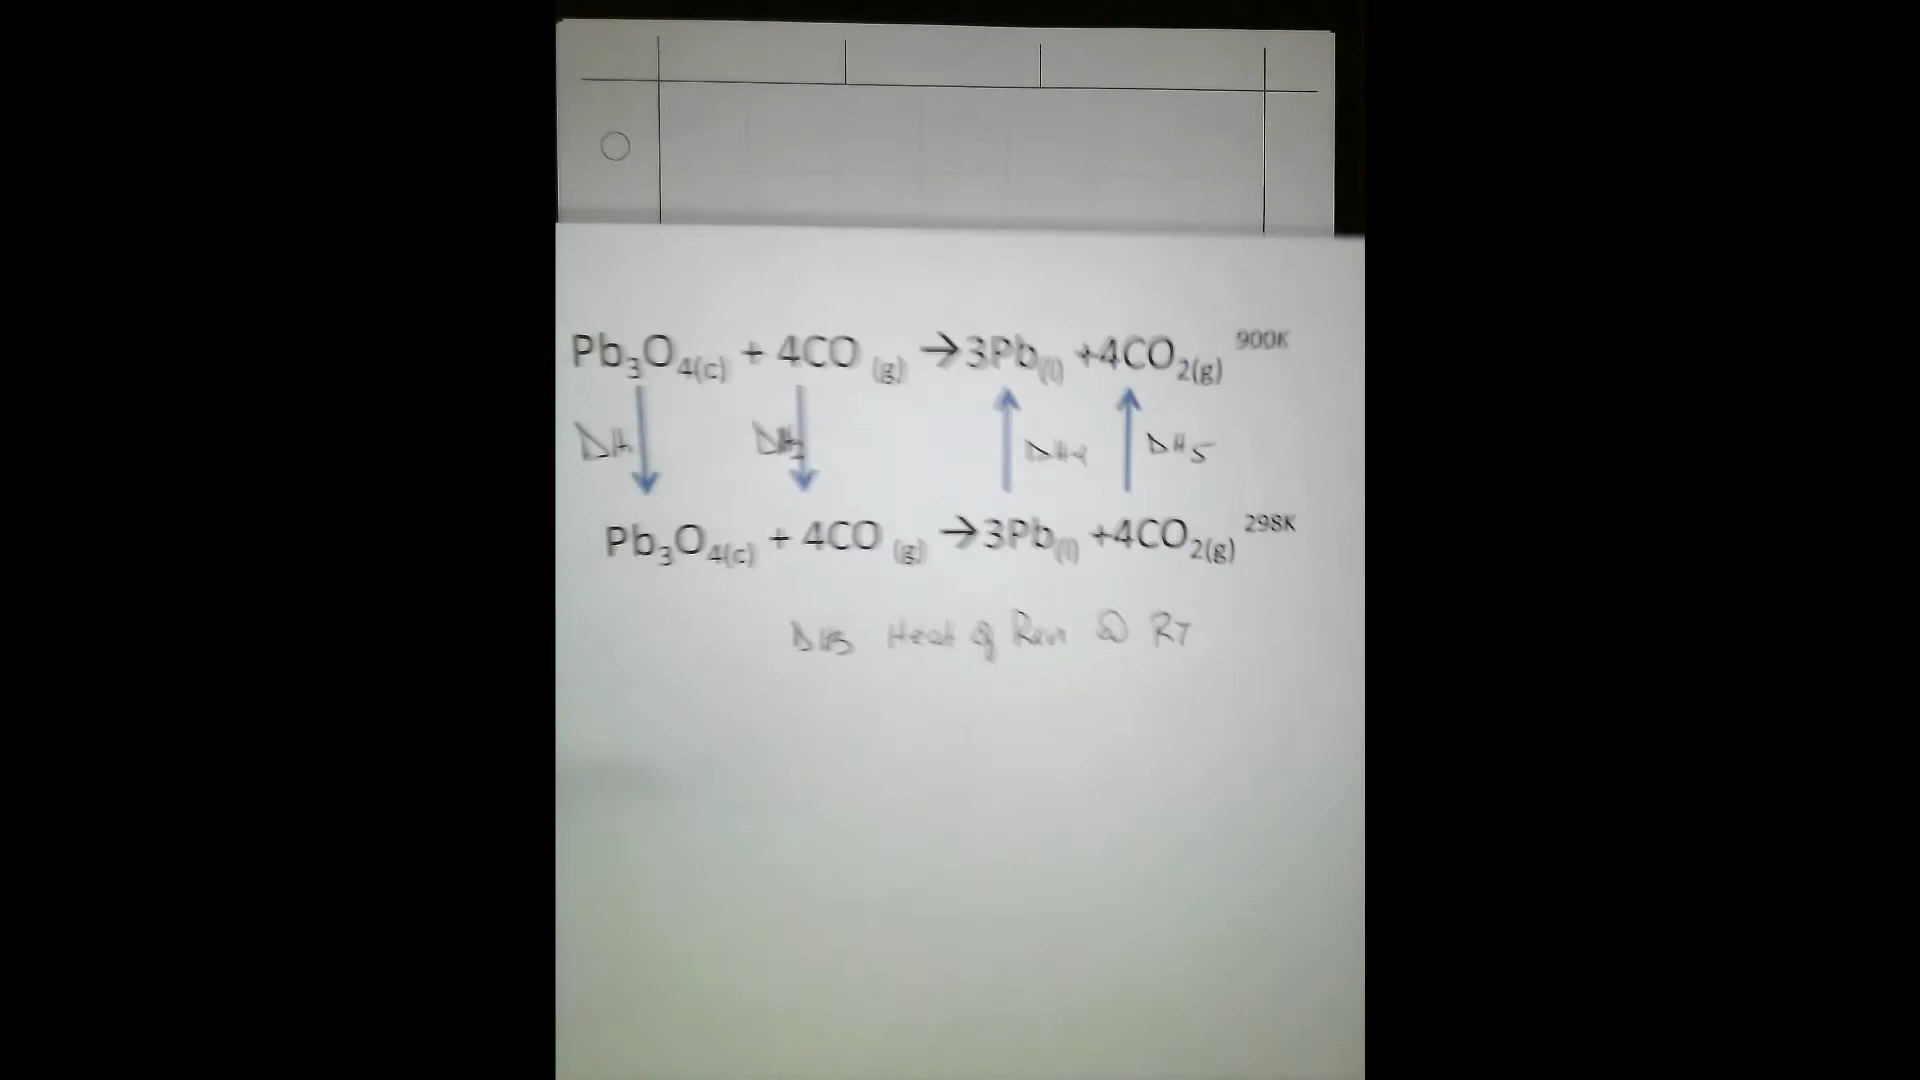 Pb3O4(c) + 4CO (g) →3Pb(l) +4CO2(g) 900K
ΔH1 ΔH2 ΔH4 ΔH5
Pb3O4(c) + 4CO (g) →3Pb(l) +4CO2(g) 298K
ΔH3 Heat of Rxn @ RT